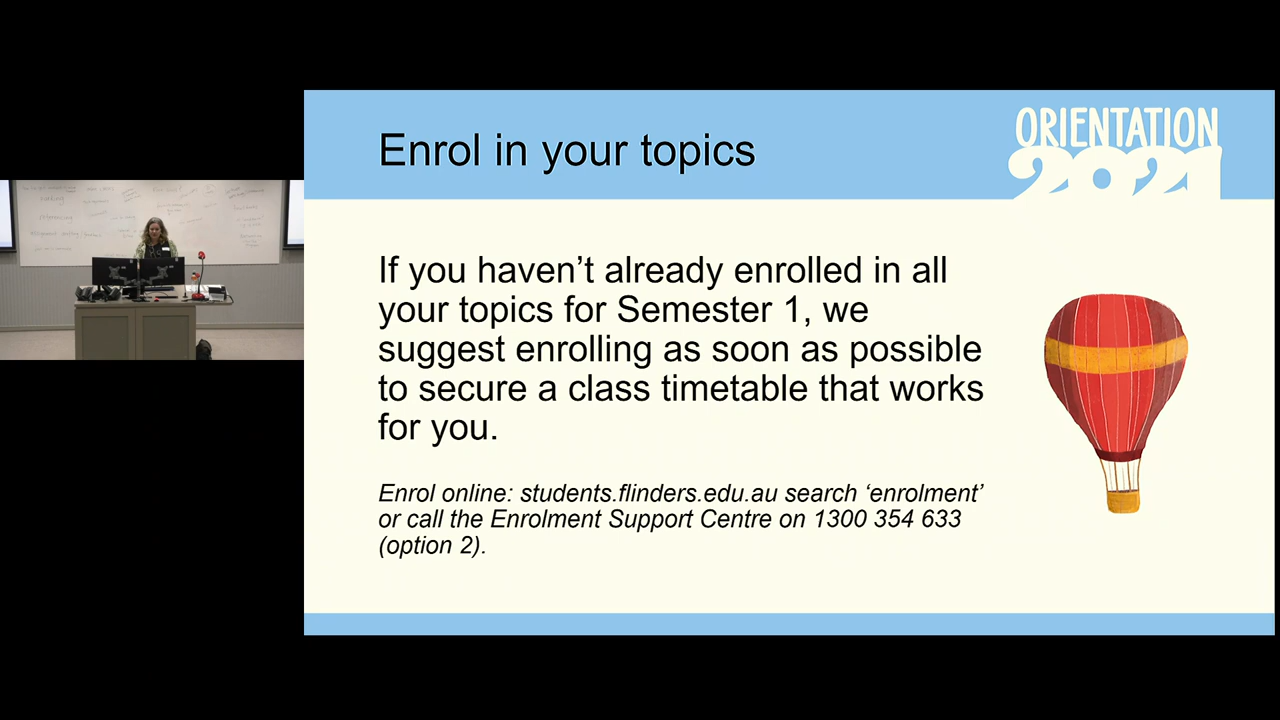 ORIENTATION
2021
Enrol in your topics
If you haven’t already enrolled in all
your topics for Semester 1, we
suggest enrolling as soon as possible
to secure a class timetable that works
for you.
Enrol online: students.flinders.edu.au search ‘enrolment’
or call the Enrolment Support Centre on 1300 354 633
(option 2).